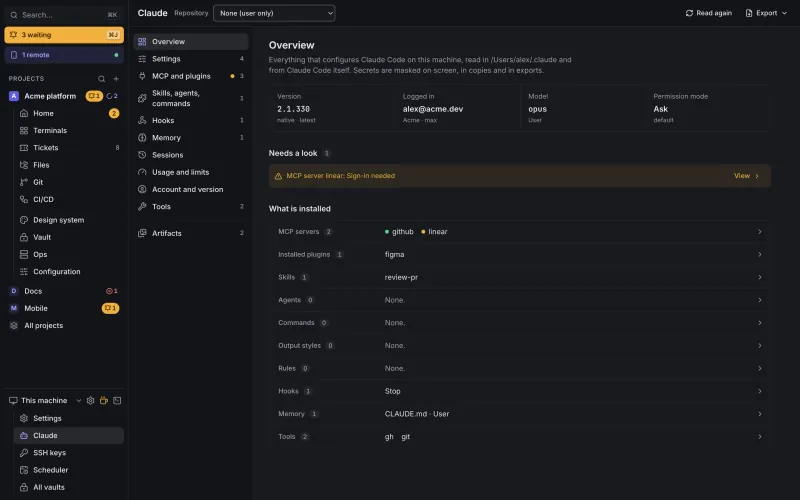 Search... ⌘K
3 waiting ⌘J
1 remote
PROJECTS
A Acme platform 1 2
Home 2
Terminals
Tickets 8
Files
Git
CI/CD
Design system
Vault
Ops
Configuration
D Docs 1
M Mobile 1
All projects
This machine
Settings
Claude
SSH keys
Scheduler
All vaults
Claude Repository None (user only) Read again Export
Overview
Settings 4
MCP and plugins 3
Skills, agents,
commands 1
Hooks 1
Memory 1
Sessions
Usage and limits
Account and version
Tools 2
Artifacts 2
Overview
Everything that configures Claude Code on this machine, read in /Users/alex/.claude and
from Claude Code itself. Secrets are masked on screen, in copies and in exports.
Version Logged in Model Permission mode
2.1.330 alex@acme.dev opus Ask
native · latest Acme · max User default
Needs a look 1
MCP server linear: Sign-in needed View
What is installed
MCP servers 2 github linear
Installed plugins 1 figma
Skills 1 review-pr
Agents 0 None.
Commands 0 None.
Output styles 0 None.
Rules 0 None.
Hooks 1 Stop
Memory 1 CLAUDE.md · User
Tools 2 gh git